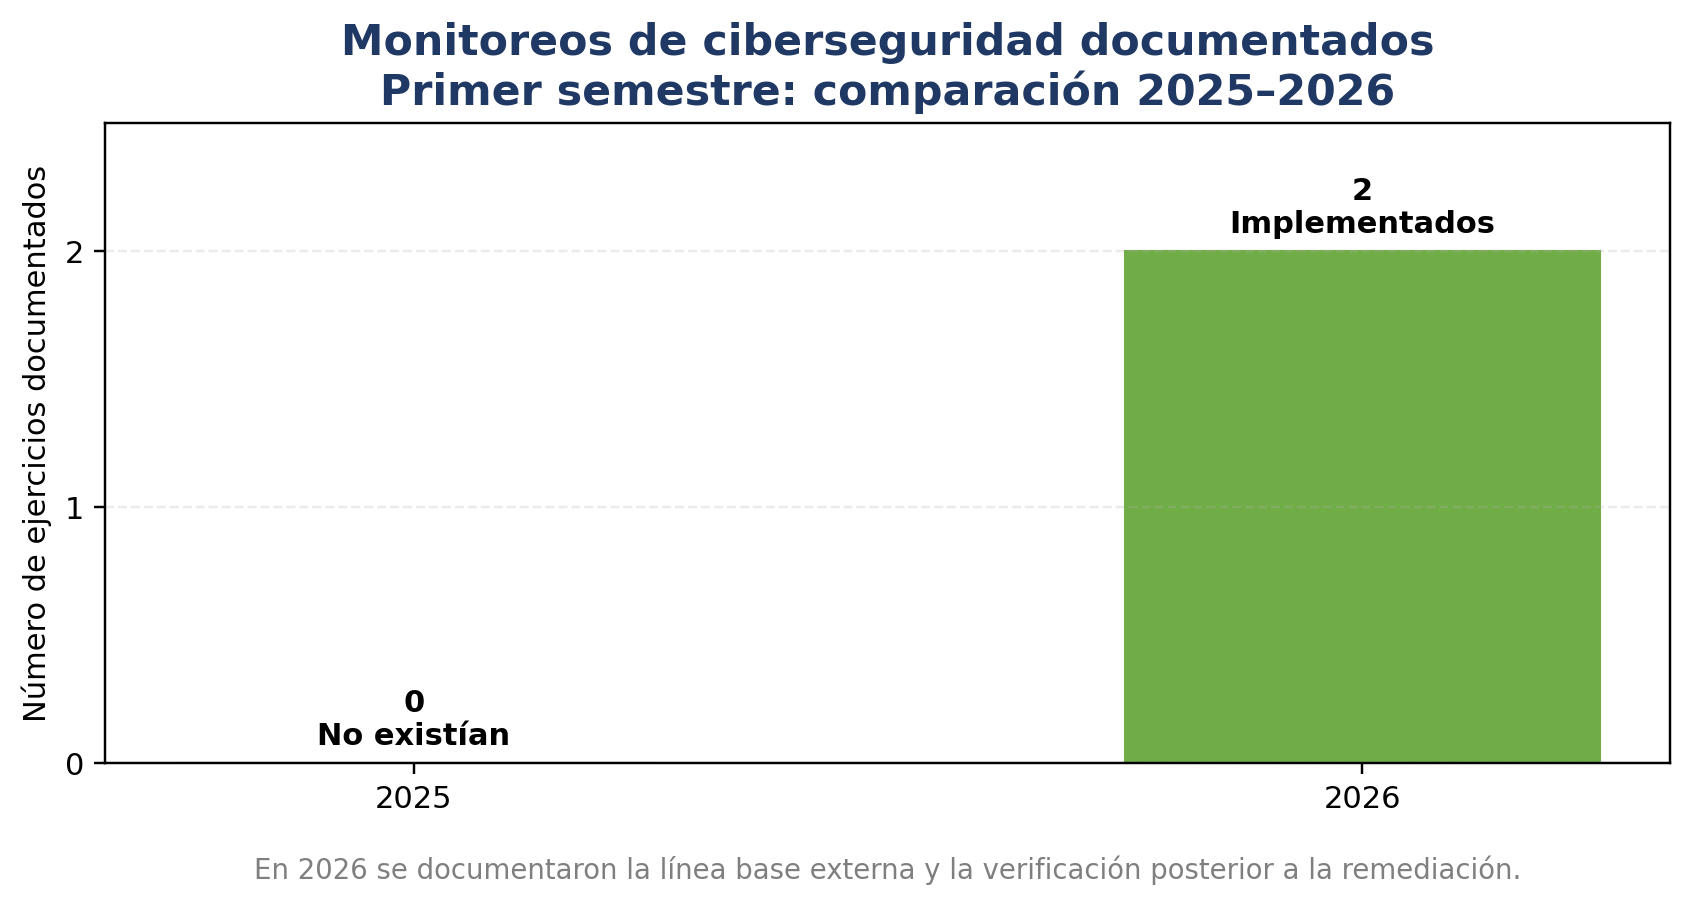 Monitoreos de ciberseguridad documentados
Primer semestre: comparación 2025–2026
Número de ejercicios documentados
2
1
0
2
Implementados
0
No existían
2025
2026
En 2026 se documentaron la línea base externa y la verificación posterior a la remediación.